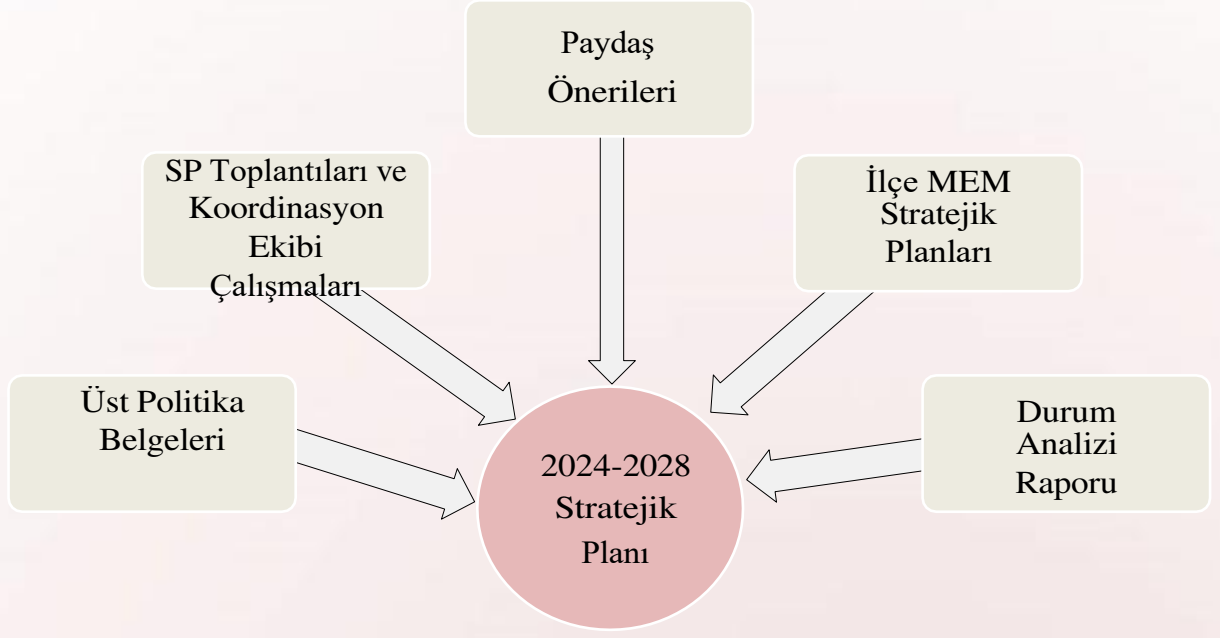 Paydaş
Önerileri
SP Toplantıları ve
Koordinasyon
Ekibi
Çalışmaları
İlçe MEM
Stratejik
Planları
Üst Politika
Belgeleri
Durum
Analizi
Raporu
2024-2028
Stratejik
Planı